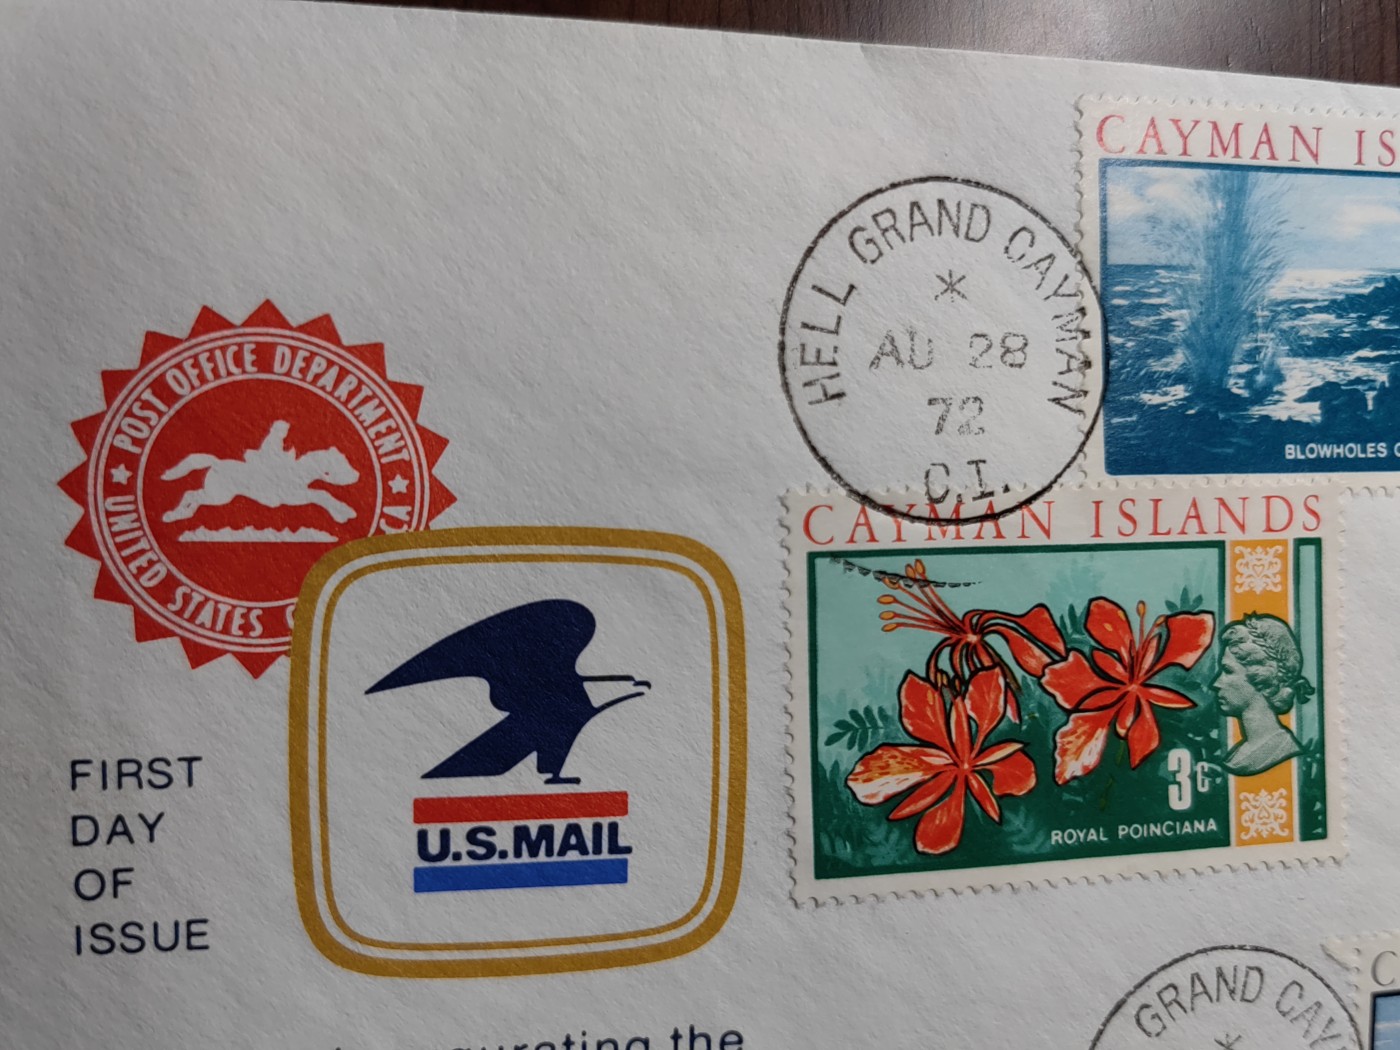 CAYMAN IS
BLOWHOLES
HELL GRAND CAYMAN
AU 28
72
C.I.
POST OFFICE DEPARTMENT
UNITED STATES
CAYMAN ISLANDS
3c
ROYAL POINCIANA
U.S.MAIL
FIRST
DAY
OF
ISSUE
GRAND CAY
the